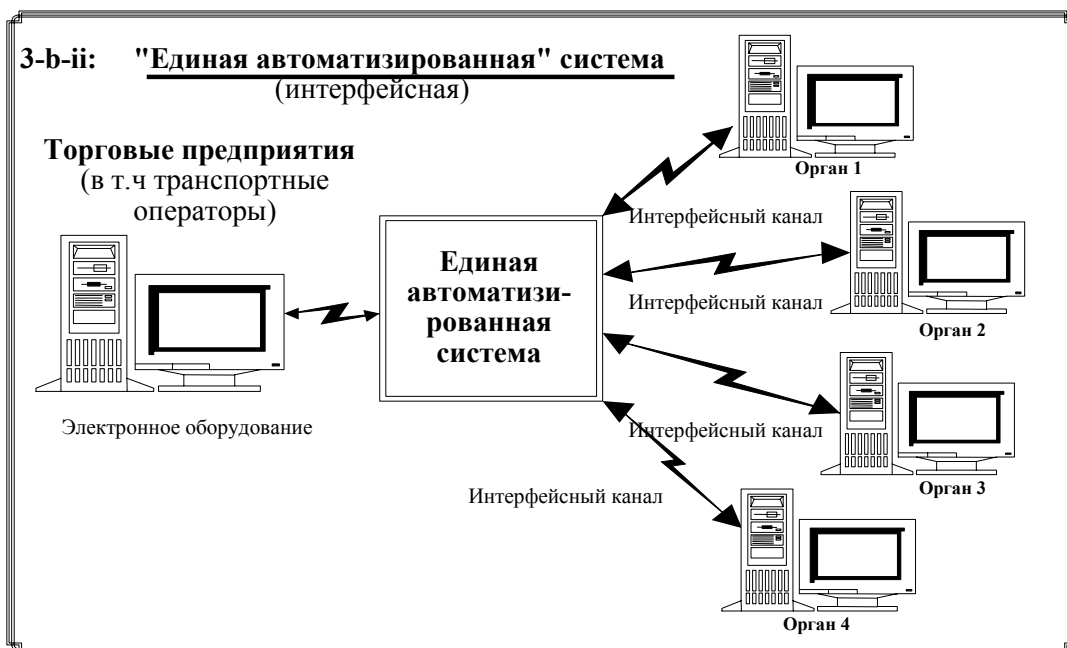 3-b-ii: "Единая автоматизированная" система
(интерфейсная)
Торговые предприятия
(в т.ч транспортные
операторы)
Электронное оборудование
Единая
автоматизи-
рованная
система
Орган 1
Интерфейсный канал
Интерфейсный канал
Орган 2
Интерфейсный канал
Орган 3
Интерфейсный канал
Орган 4